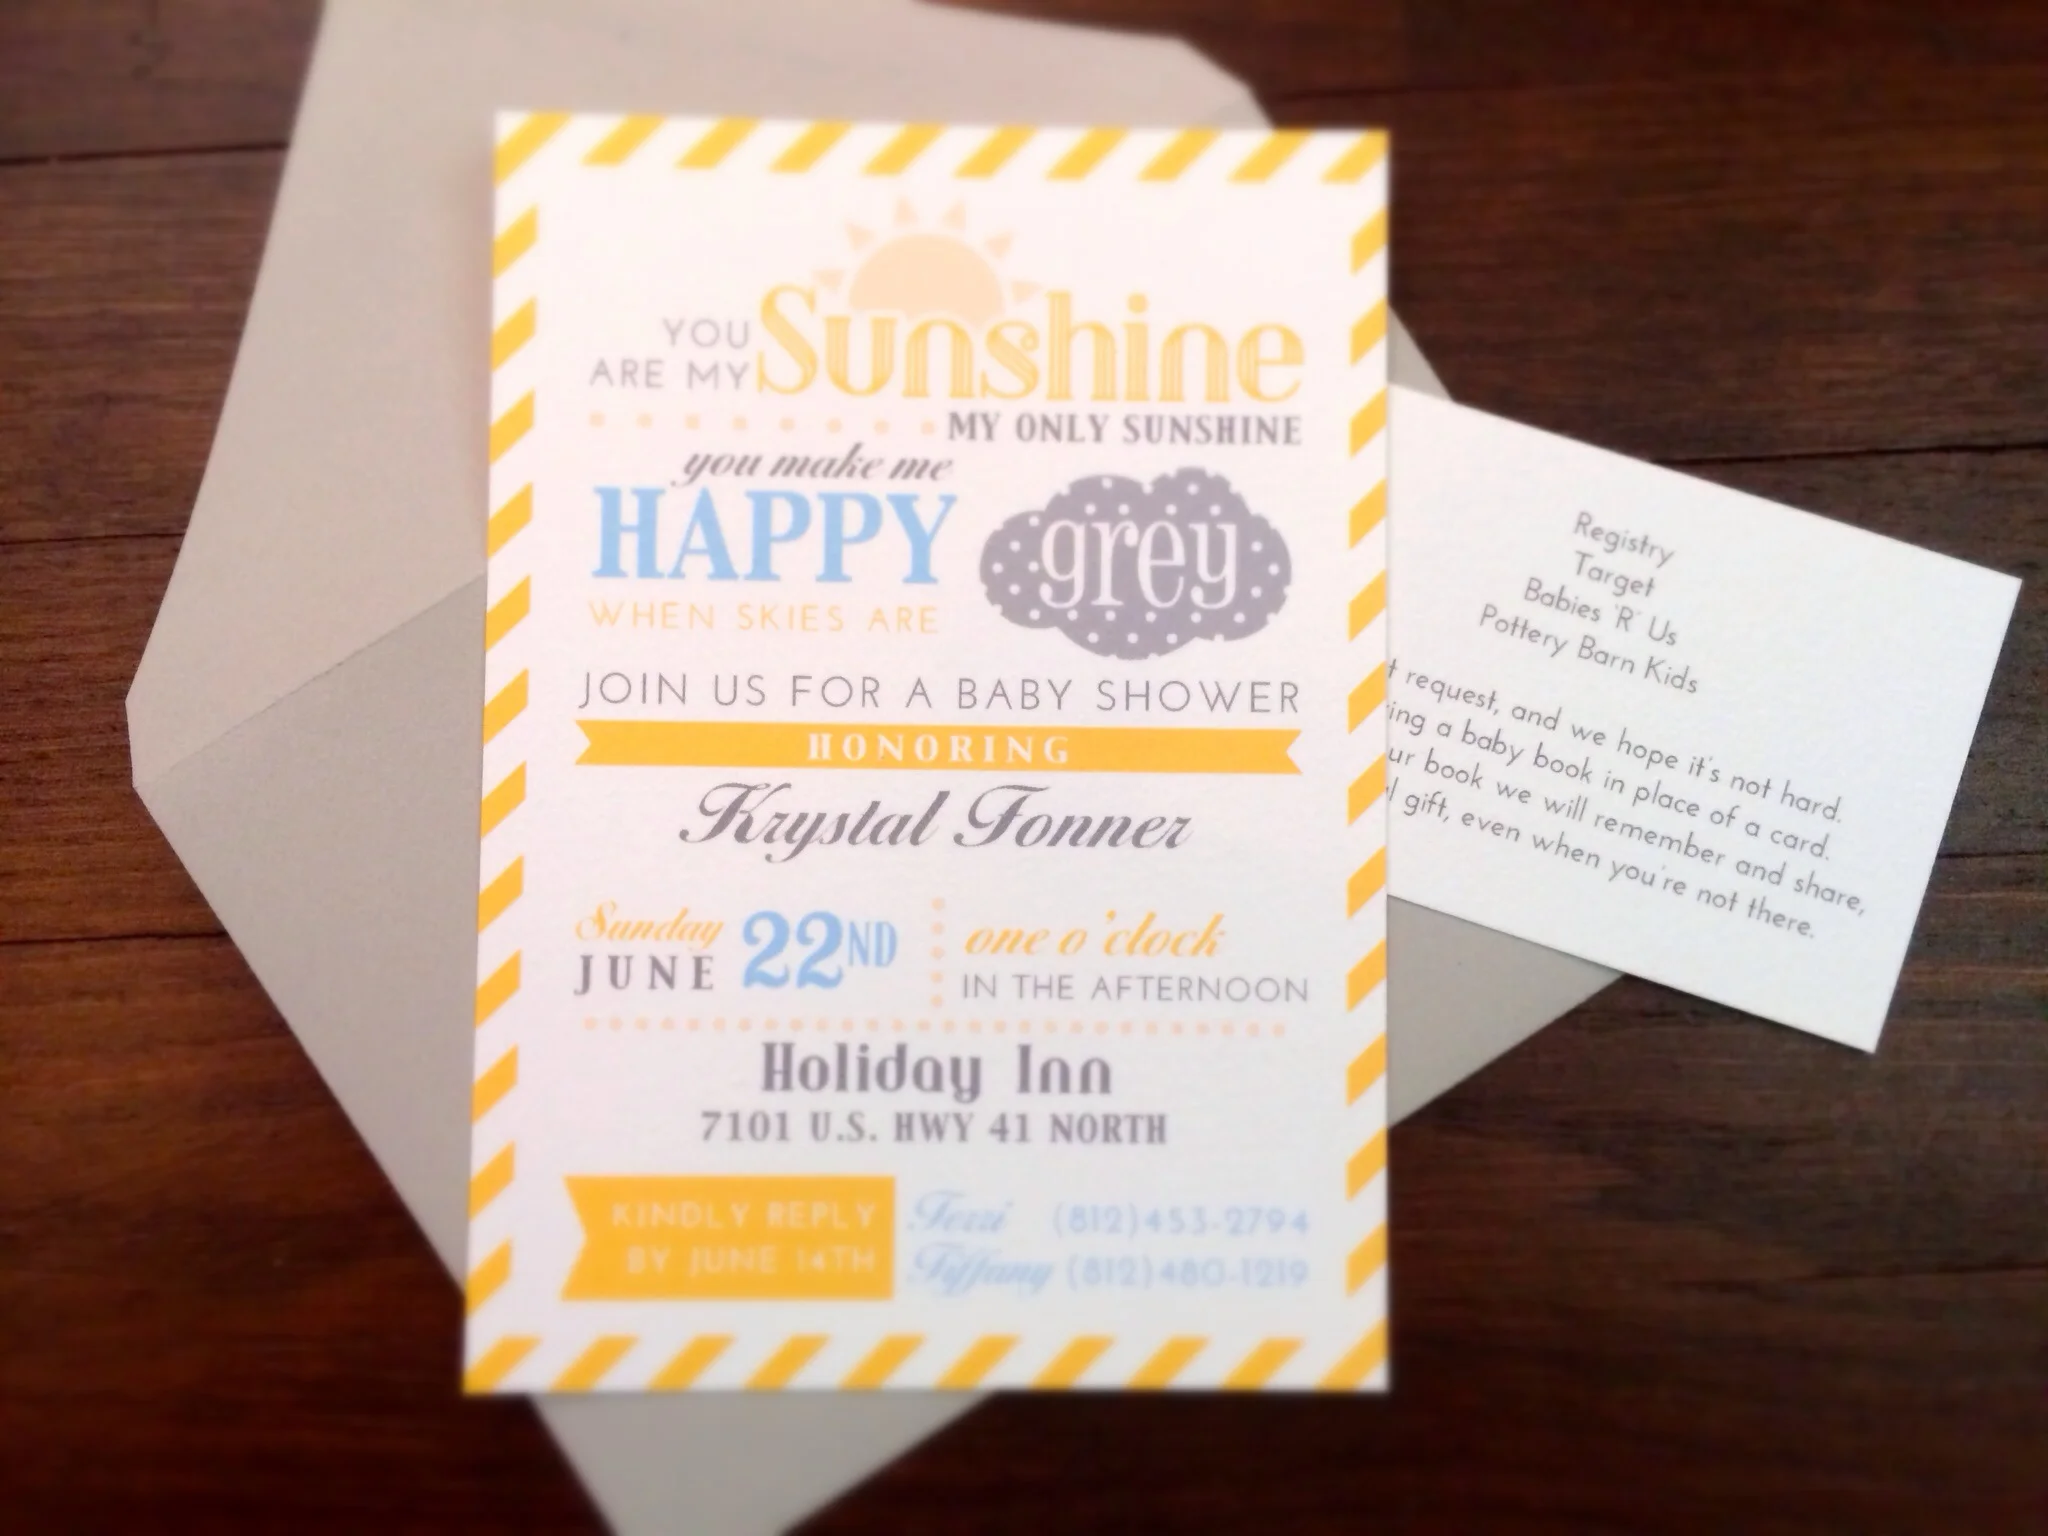 YOU
ARE MY Sunshine
MY ONLY SUNSHINE
you make me
HAPPY
WHEN SKIES ARE
grey
JOIN US FOR A BABY SHOWER
HONORING
Krystal Fonner
Sunday
JUNE 22ND
one o'clock
IN THE AFTERNOON
Holiday Inn
7101 U.S. HWY 41 NORTH
KINDLY REPLY
BY JUNE 14TH
Terri (812)453-2794
Tiffany (812)480-1219
Registry
Target
Babies 'R' Us
Pottery Barn Kids
request, and we hope it's not hard.
a baby book in place of a card.
book we will remember and share,
gift, even when you're not there.